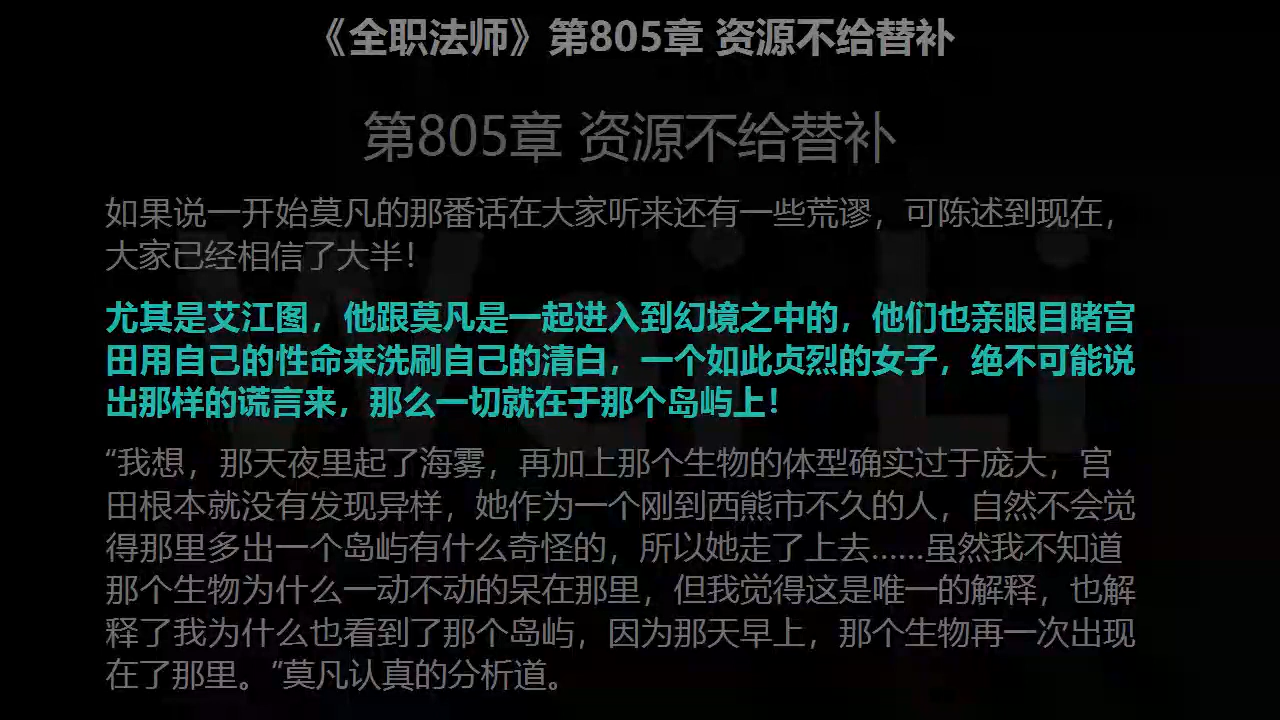 《全职法师》第805章 资源不给替补
第805章 资源不给替补
如果说一开始莫凡的那番话在大家听来还有一些荒谬，可陈述到现在，
大家已经相信了大半！
尤其是艾江图，他跟莫凡是一起进入到幻境之中的，他们也亲眼目睹宫
田用自己的性命来洗刷自己的清白，一个如此贞烈的女子，绝不可能说
出那样的谎言来，那么一切就在于那个岛屿上！
“我想，那天夜里起了海雾，再加上那个生物的体型确实过于庞大，宫
田根本就没有发现异样，她作为一个刚到西熊市不久的人，自然不会觉
得那里多出一个岛屿有什么奇怪的，所以她走了上去……虽然我不知道
那个生物为什么一动不动的呆在那里，但我觉得这是唯一的解释，也解
释了我为什么也看到了那个岛屿，因为那天早上，那个生物再一次出现
在了那里。”莫凡认真的分析道。
Wei Li